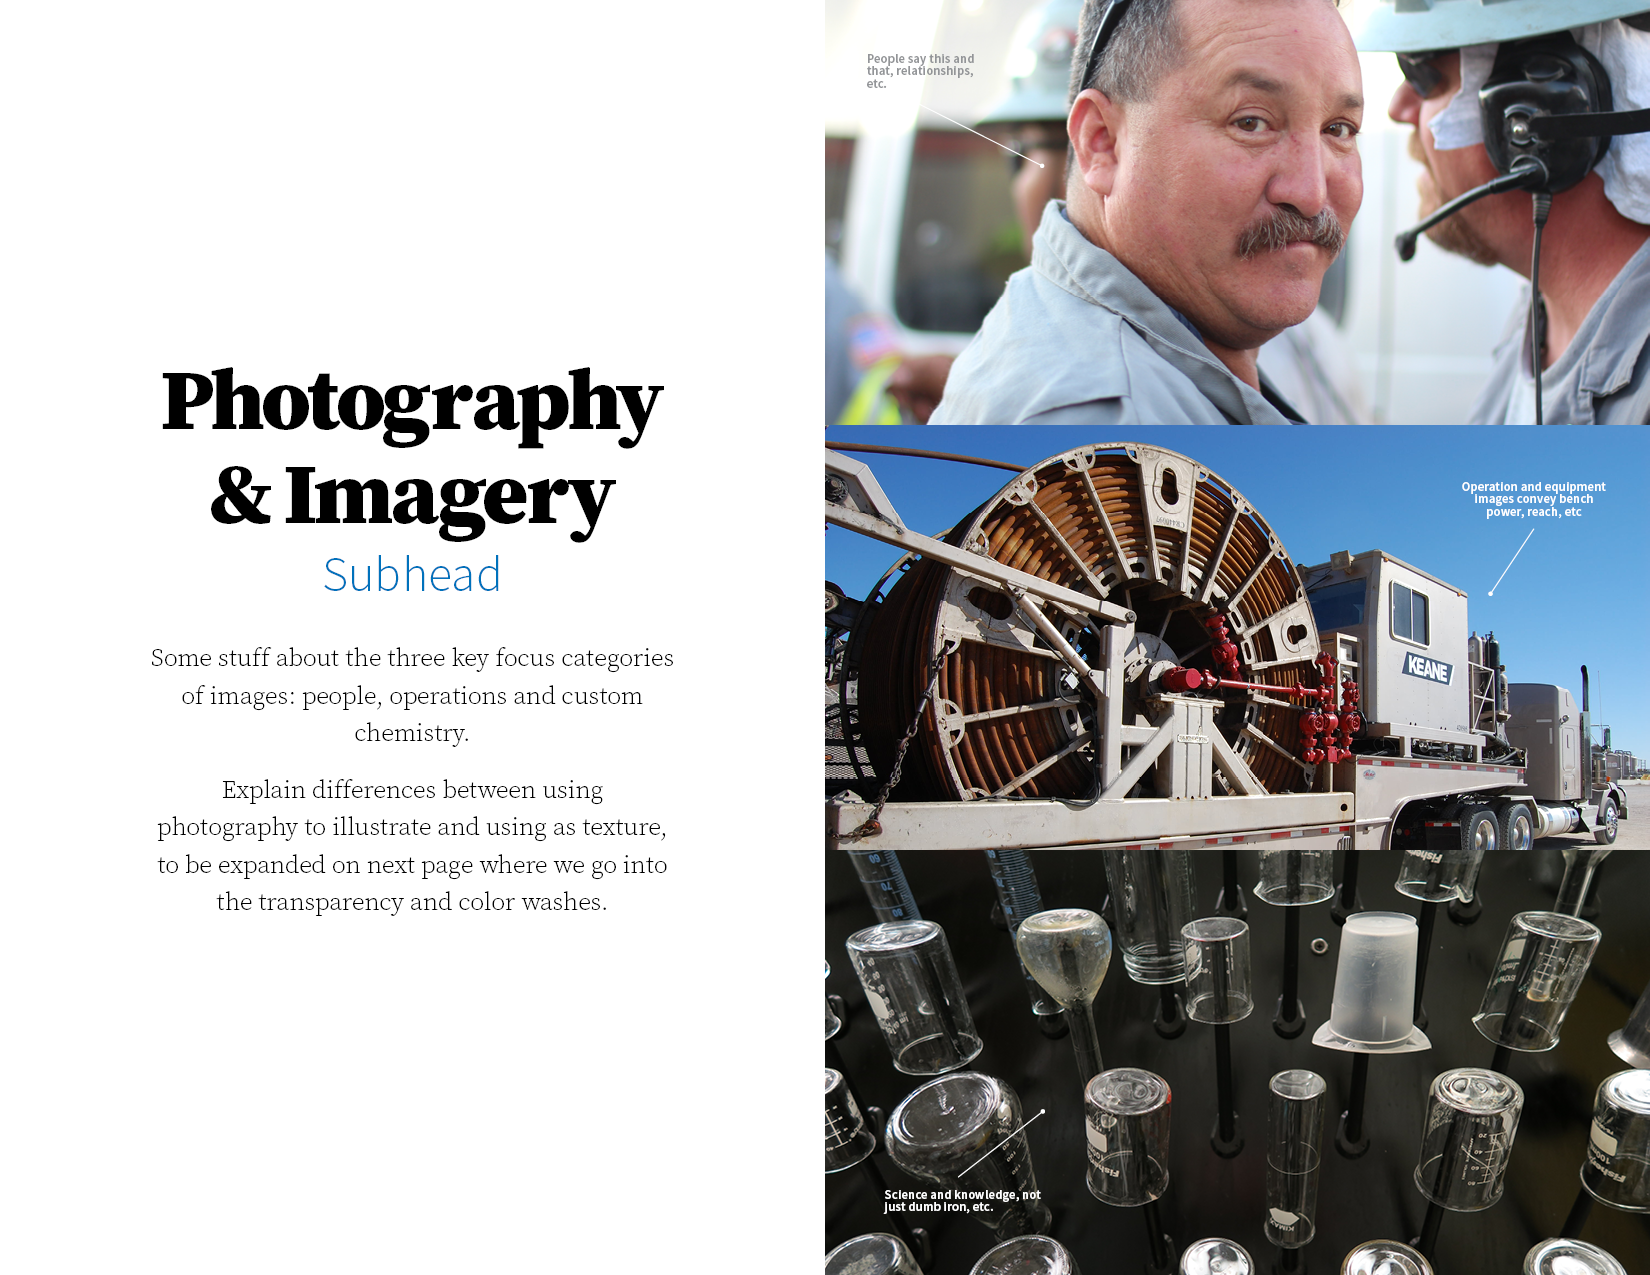 Photography
& Imagery
Subhead
Some stuff about the three key focus categories
of images: people, operations and custom
chemistry.
Explain differences between using
photography to illustrate and using as texture,
to be expanded on next page where we go into
the transparency and color washes.
People say this and
that, relationships,
etc.
Operation and equipment
images convey bench
power, reach, etc
KEANE
Science and knowledge, not
just dumb iron, etc.
KIMAX